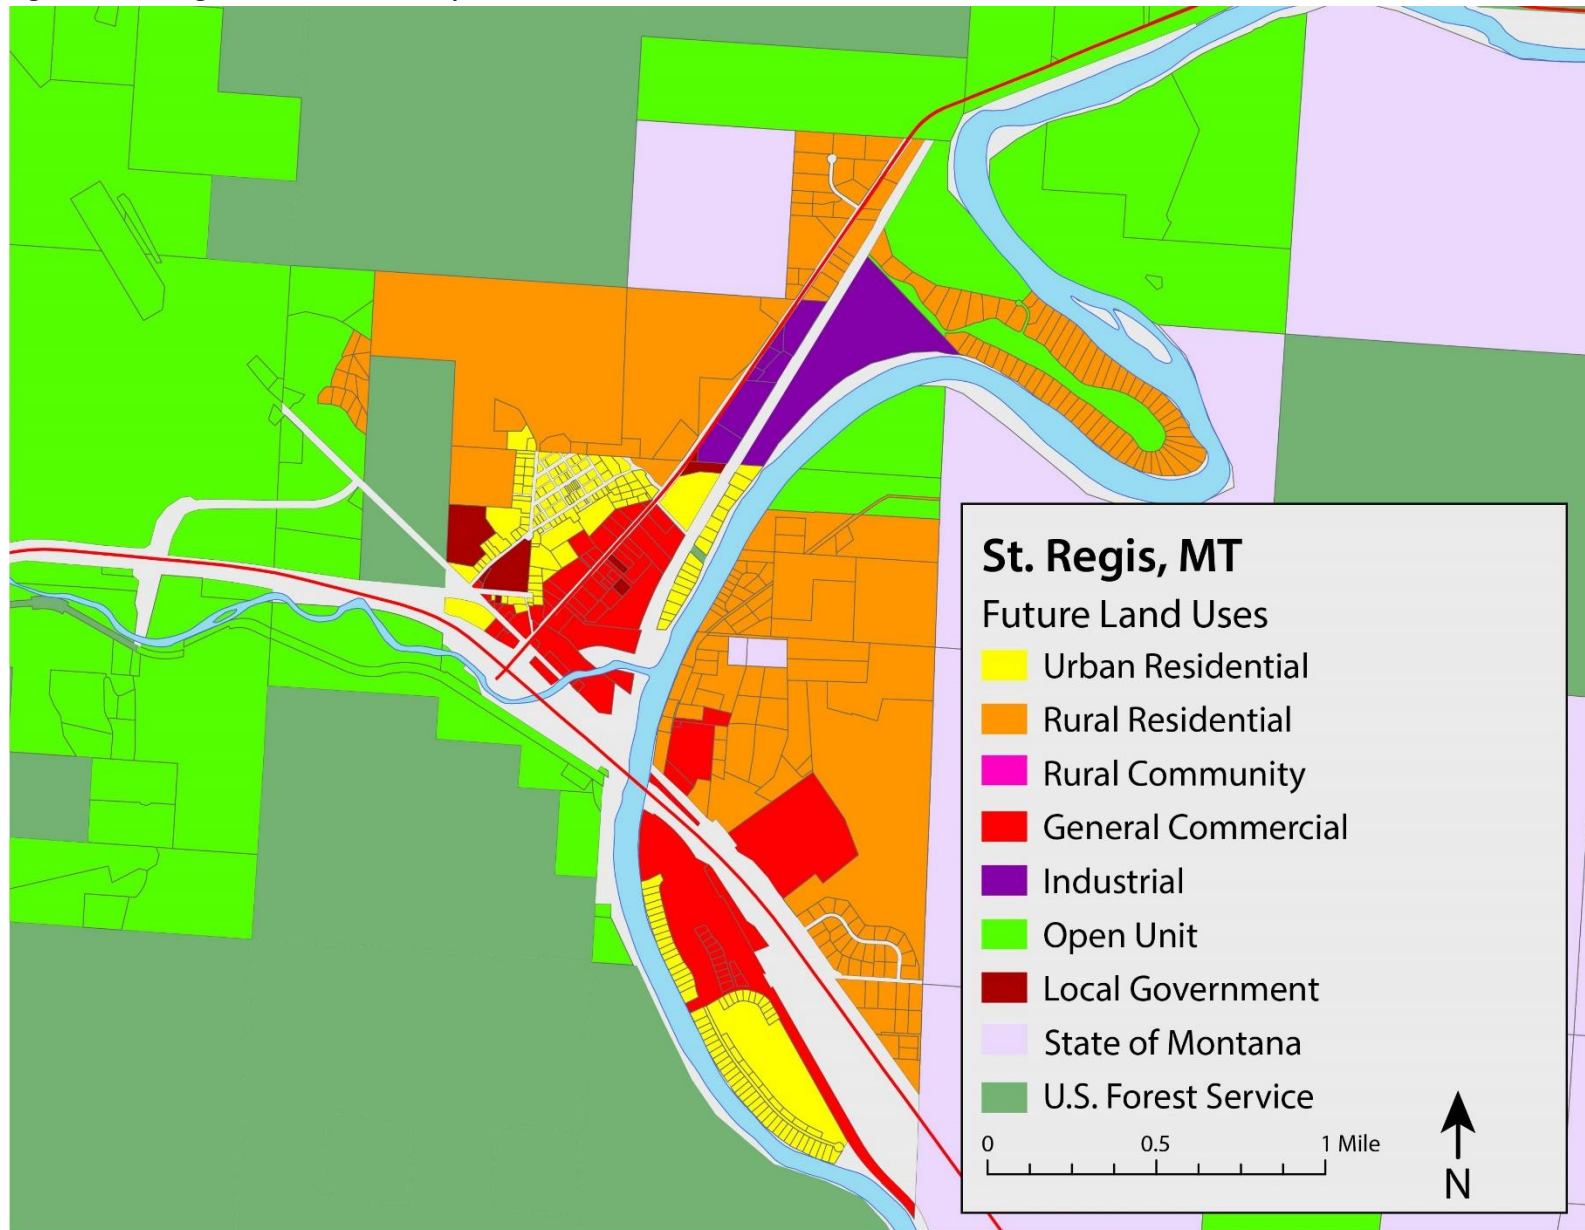 St. Regis, MT
Future Land Uses
Urban Residential
Rural Residential
Rural Community
General Commercial
Industrial
Open Unit
Local Government
State of Montana
U.S. Forest Service
0 0.5 1 Mile
N